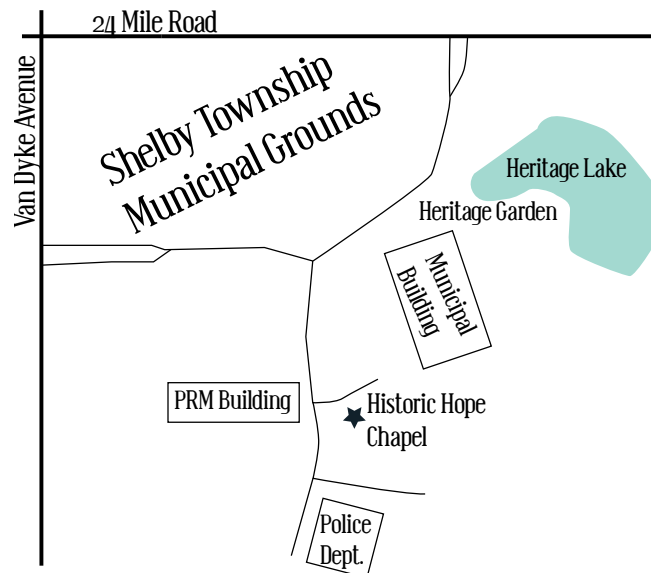 24 Mile Road
Van Dyke Avenue
Shelby Township
Municipal Grounds
Heritage Lake
Heritage Garden
Municipal
Building
PRM Building
Historic Hope
Chapel
Police
Dept.